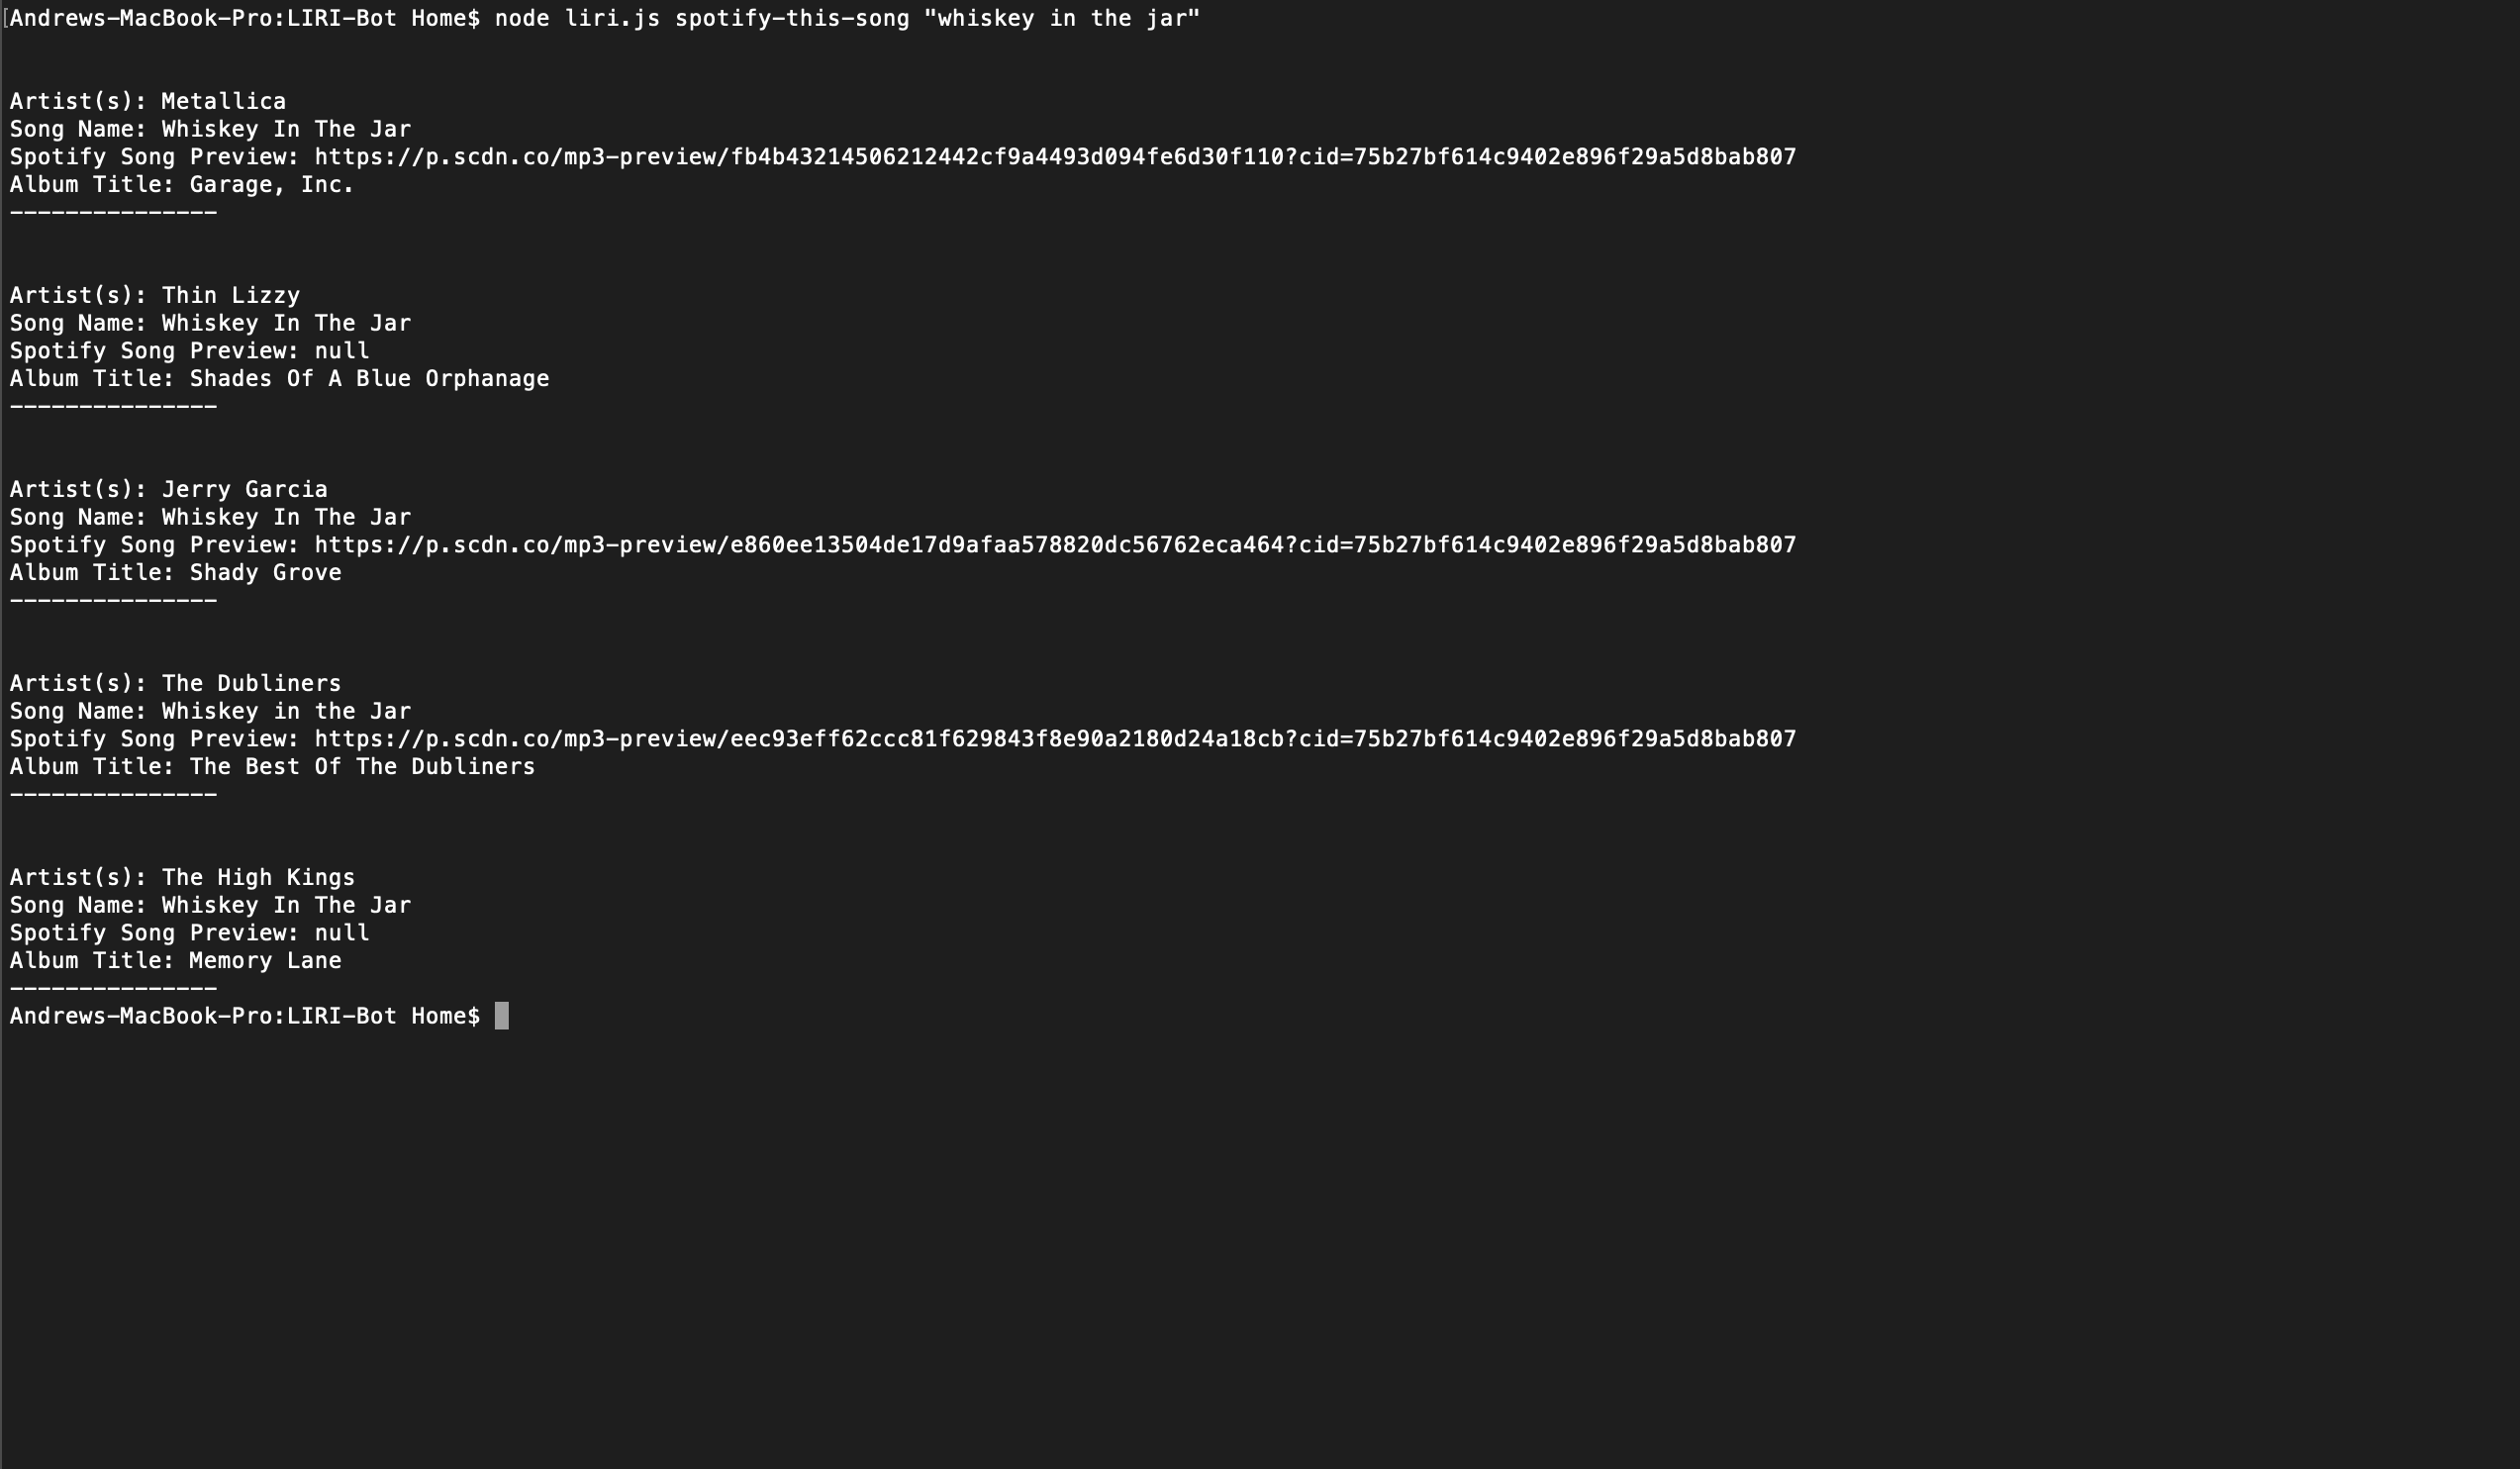 Andrews-MacBook-Pro:LIRI-Bot Home$ node liri.js spotify-this-song "whiskey in the jar"
Artist(s): Metallica
Song Name: Whiskey In The Jar
Spotify Song Preview: https://p.scdn.co/mp3-preview/fb4b43214506212442cf9a4493d094fe6d30f110?cid=75b27bf614c9402e896f29a5d8bab807
Album Title: Garage, Inc.
---------------
Artist(s): Thin Lizzy
Song Name: Whiskey In The Jar
Spotify Song Preview: null
Album Title: Shades Of A Blue Orphanage
---------------
Artist(s): Jerry Garcia
Song Name: Whiskey In The Jar
Spotify Song Preview: https://p.scdn.co/mp3-preview/e860ee13504de17d9afaa578820dc56762eca464?cid=75b27bf614c9402e896f29a5d8bab807
Album Title: Shady Grove
---------------
Artist(s): The Dubliners
Song Name: Whiskey in the Jar
Spotify Song Preview: https://p.scdn.co/mp3-preview/eec93eff62ccc81f629843f8e90a2180d24a18cb?cid=75b27bf614c9402e896f29a5d8bab807
Album Title: The Best Of The Dubliners
---------------
Artist(s): The High Kings
Song Name: Whiskey In The Jar
Spotify Song Preview: null
Album Title: Memory Lane
---------------
Andrews-MacBook-Pro:LIRI-Bot Home$